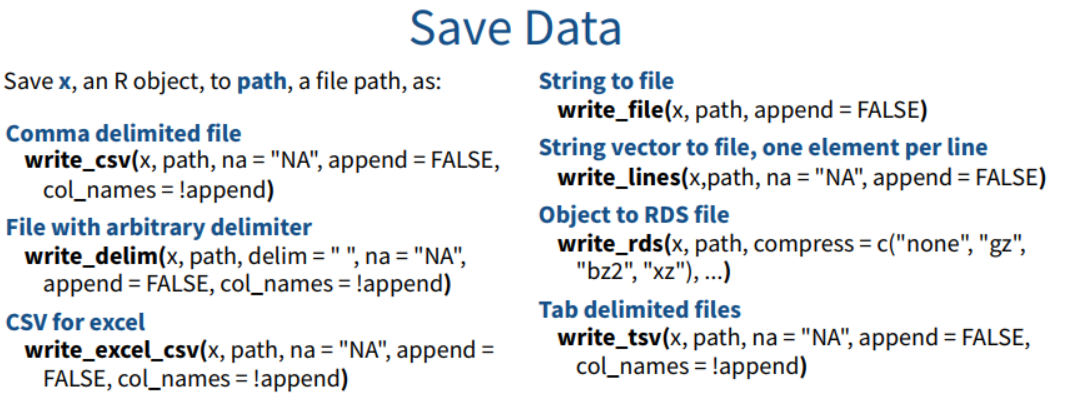 Save Data
Save x, an R object, to path, a file path, as:
Comma delimited file
write_csv(x, path, na = "NA", append = FALSE,
col_names = !append)
File with arbitrary delimiter
write_delim(x, path, delim = " ", na = "NA",
append = FALSE, col_names = !append)
CSV for excel
write_excel_csv(x, path, na = "NA", append =
FALSE, col_names = !append)
String to file
write_file(x, path, append = FALSE)
String vector to file, one element per line
write_lines(x,path, na = "NA", append = FALSE)
Object to RDS file
write_rds(x, path, compress = c("none", "gz",
"bz2", "xz"), ...)
Tab delimited files
write_tsv(x, path, na = "NA", append = FALSE,
col_names = !append)